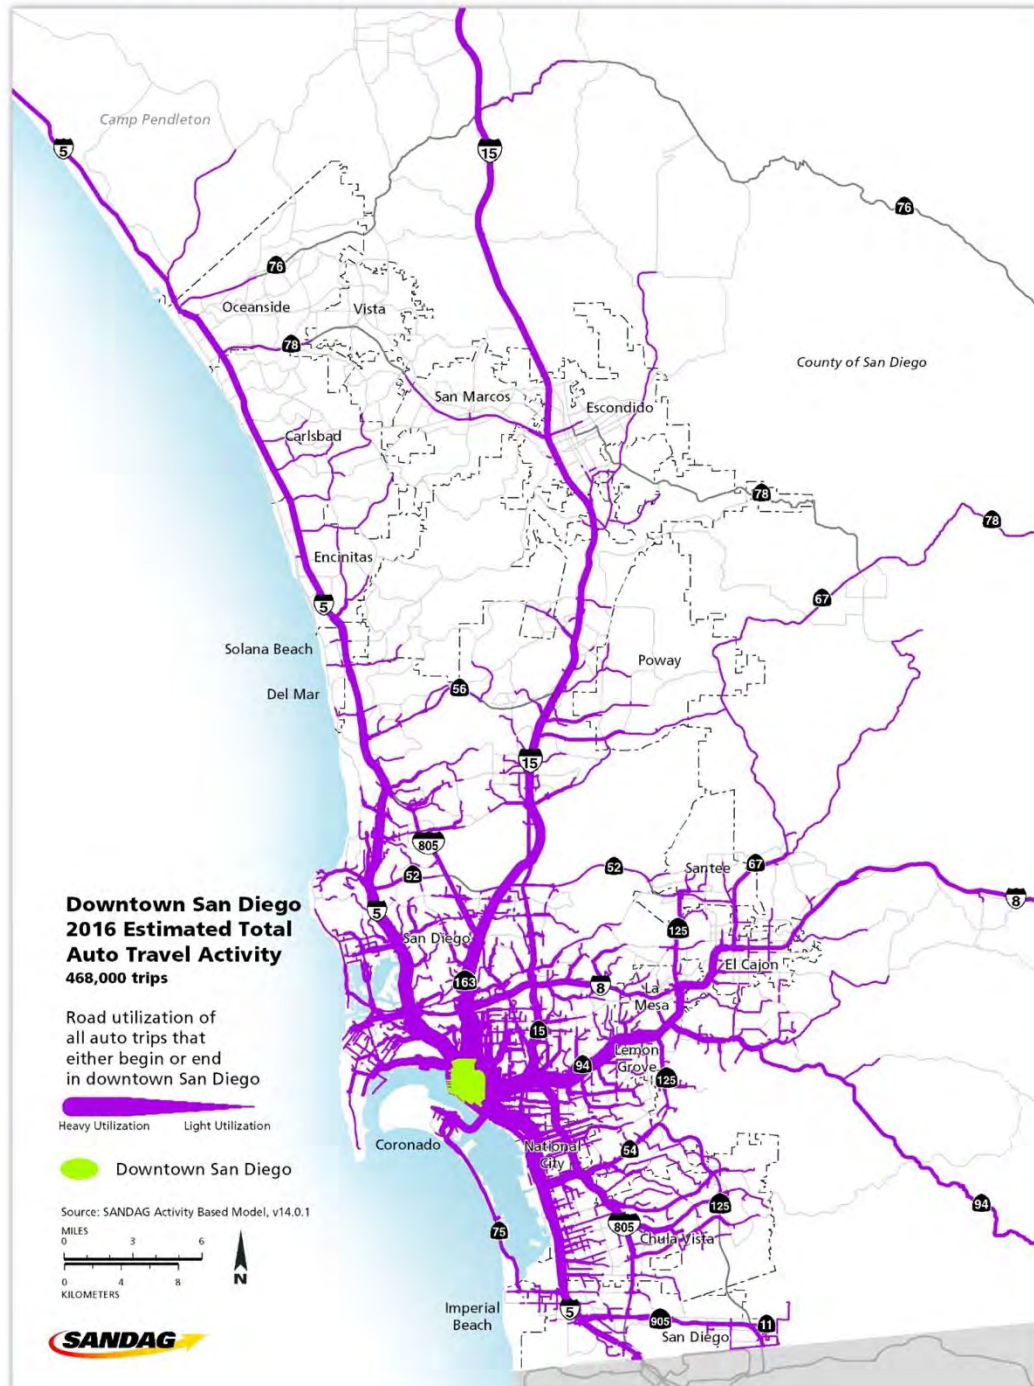 Camp Pendleton
5
15
76
76
Oceanside
Vista
78
County of San Diego
San Marcos
Escondido
Carlsbad
78
78
Encinitas
67
5
Solana Beach
Poway
Del Mar
56
15
805
52
52
Santee
67
8
Downtown San Diego
2016 Estimated Total
Auto Travel Activity
468,000 trips
5
125
San Diego
El Cajon
163
8
La
Mesa
Road utilization of
all auto trips that
either begin or end
in downtown San Diego
15
Lemon
Grove
94
125
Heavy Utilization
Light Utilization
Coronado
National
City
54
Downtown San Diego
125
94
Source: SANDAG Activity Based Model, v14.0.1
805
Chula Vista
75
MILES
0 3 6
0 4 8
KILOMETERS
N
Imperial
Beach
5
905
San Diego
11
SANDAG